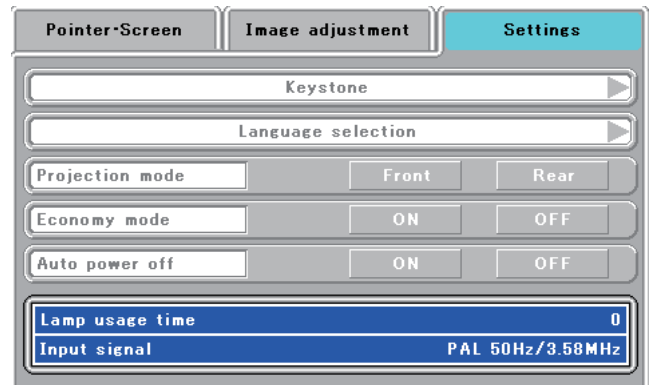 Pointer·Screen Image adjustment Settings
Keystone
Language selection
Projection mode Front Rear
Economy mode ON OFF
Auto power off ON OFF
Lamp usage time 0
Input signal PAL 50Hz/3.58MHz